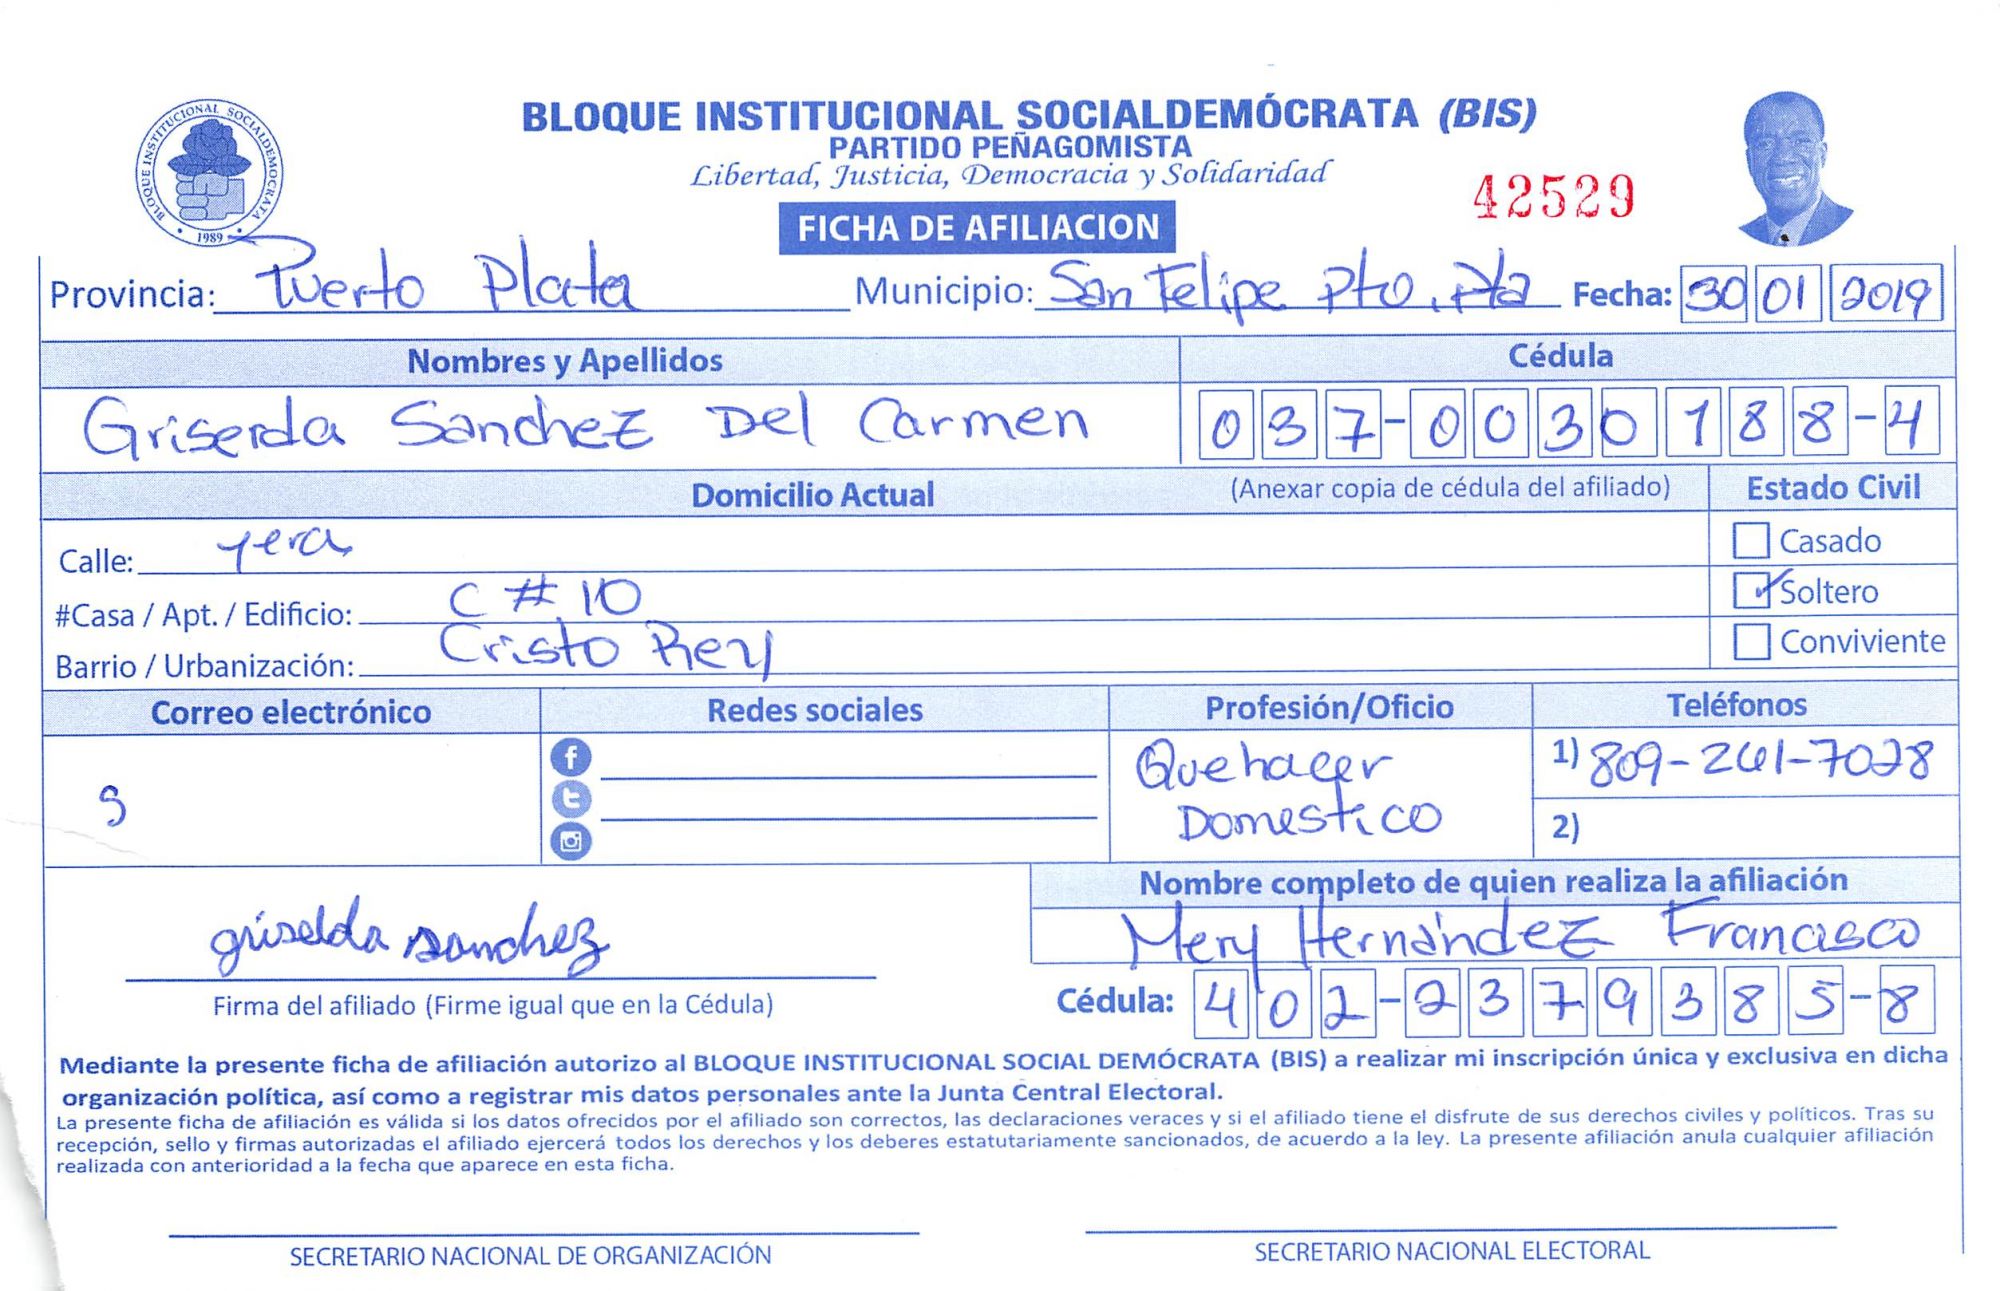 BLOQUE INSTITUCIONAL SOCIALDEMOCRATA
1989
BLOQUE INSTITUCIONAL SOCIALDEMÓCRATA (BIS)
PARTIDO PEÑAGOMISTA
Libertad, Justicia, Democracia y Solidaridad
42529
FICHA DE AFILIACION
Provincia: Puerto Plata Municipio: San Felipe Pto. Pta Fecha: 30 01 2019
Nombres y Apellidos Cédula
Griserda Sanchez Del Carmen 037-0030188-4
Domicilio Actual (Anexar copia de cédula del afiliado) Estado Civil
Calle: 1era Casado
#Casa / Apt. / Edificio: C # 10 Soltero
Barrio / Urbanización: Cristo Rey Conviviente
Correo electrónico Redes sociales Profesión/Oficio Teléfonos
Quehacer 1) 809-261-7028
Domestico 2)
S
Nombre completo de quien realiza la afiliación
griselda sanchez Mery Hernández Francisco
Firma del afiliado (Firme igual que en la Cédula) Cédula: 402-2379385-8
Mediante la presente ficha de afiliación autorizo al BLOQUE INSTITUCIONAL SOCIAL DEMÓCRATA (BIS) a realizar mi inscripción única y exclusiva en dicha
organización política, así como a registrar mis datos personales ante la Junta Central Electoral.
La presente ficha de afiliación es válida si los datos ofrecidos por el afiliado son correctos, las declaraciones veraces y si el afiliado tiene el disfrute de sus derechos civiles y políticos. Tras su
recepción, sello y firmas autorizadas el afiliado ejercerá todos los derechos y los deberes estatutariamente sancionados, de acuerdo a la ley. La presente afiliación anula cualquier afiliación
realizada con anterioridad a la fecha que aparece en esta ficha.
SECRETARIO NACIONAL DE ORGANIZACIÓN SECRETARIO NACIONAL ELECTORAL